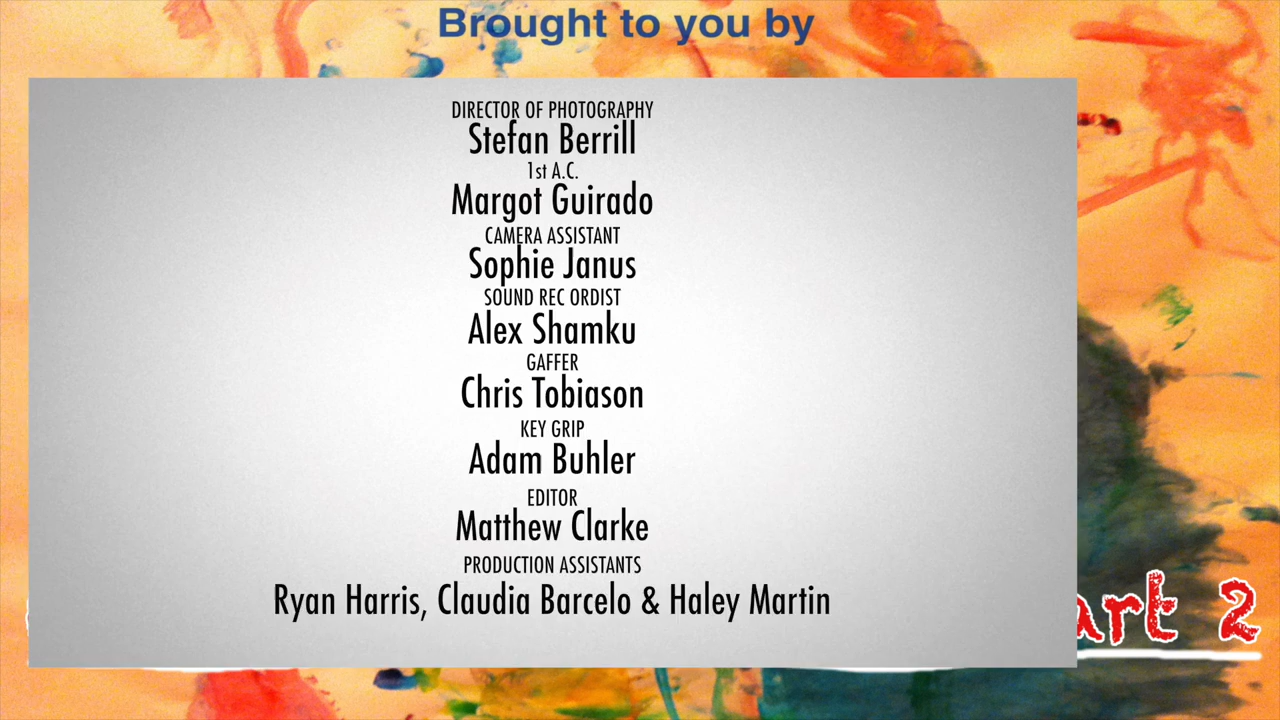 Brought to you by
DIRECTOR OF PHOTOGRAPHY
Stefan Berrill
1st A.C.
Margot Guirado
CAMERA ASSISTANT
Sophie Janus
SOUND REC ORDIST
Alex Shamku
GAFFER
Chris Tobiason
KEY GRIP
Adam Buhler
EDITOR
Matthew Clarke
PRODUCTION ASSISTANTS
Ryan Harris, Claudia Barcelo & Haley Martin
art 2